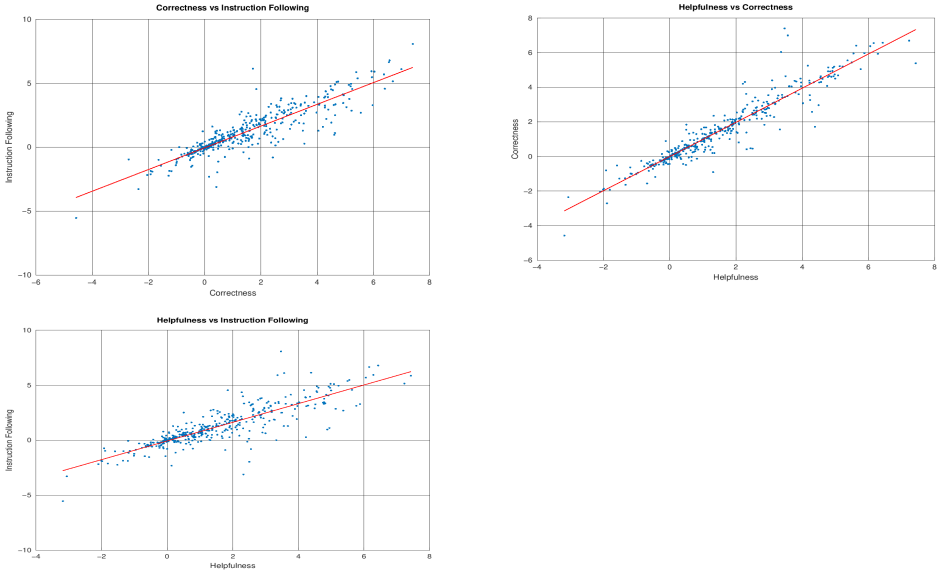 Correctness vs Instruction Following
10
5
0
−5
−10
−6 −4 −2 0 2 4 6 8
Instruction Following
Correctness
Helpfulness vs Correctness
8
6
4
2
0
−2
−4
−6
−4 −2 0 2 4 6 8
Correctness
Helpfulness
Helpfulness vs Instruction Following
10
5
0
−5
−10
−4 −2 0 2 4 6 8
Instruction Following
Helpfulness